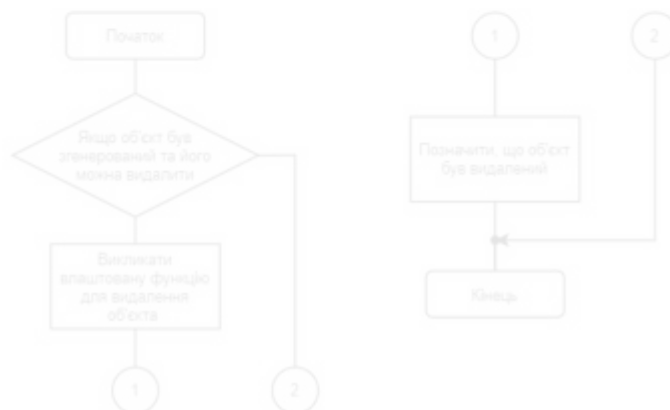 Початок
Якщо об'єкт був
згенерований та його
можна видалити
Викликати
влаштовану функцію
для видалення
об'єкта
1
2
1
2
Позначити, що об'єкт
був видалений
Кінець